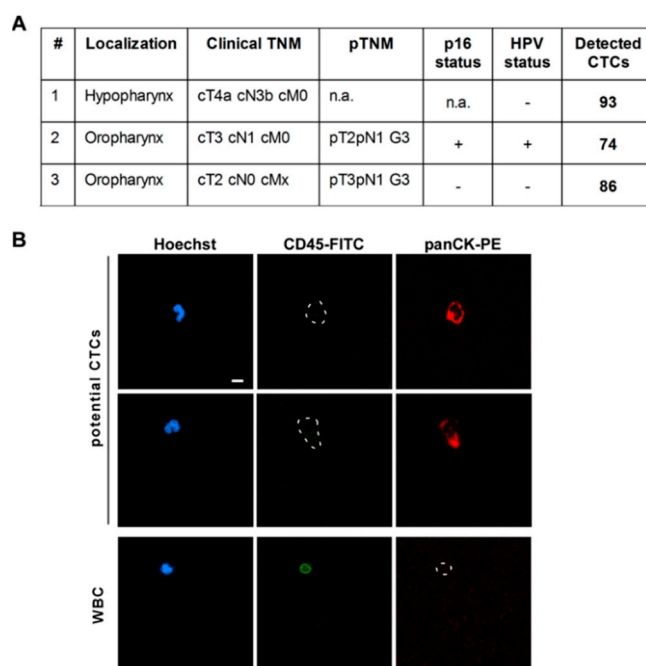 A
# Localization Clinical TNM pTNM p16 status HPV status Detected CTCs
1 Hypopharynx cT4a cN3b cM0 n.a. n.a. - 93
2 Oropharynx cT3 cN1 cM0 pT2pN1 G3 + + 74
3 Oropharynx cT2 cN0 cMx pT3pN1 G3 - - 86
B
Hoechst CD45-FITC panCK-PE
potential CTCs
WBC